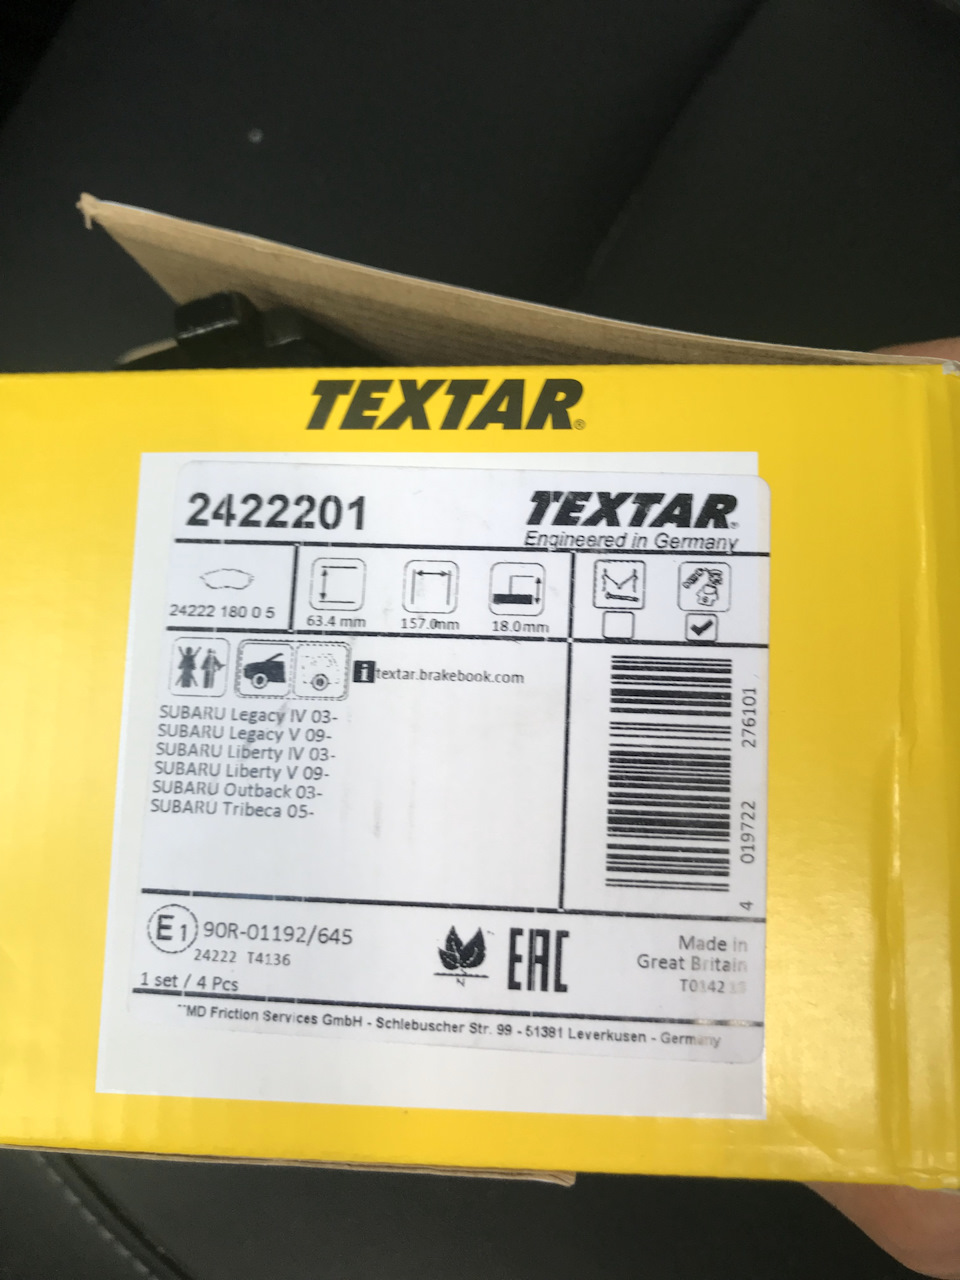 TEXTAR®
2422201
TEXTAR®
Engineered in Germany
24222 180 0 5
63.4 mm
157.0mm
18.0mm
i textar.brakebook.com
SUBARU Legacy IV 03-
SUBARU Legacy V 09-
SUBARU Liberty IV 03-
SUBARU Liberty V 09-
SUBARU Outback 03-
SUBARU Tribeca 05-
4 019722 276101
E1 90R-01192/645
24222 T4136
1 set / 4 Pcs
N
EAC
Made in
Great Britain
MD Friction Services GmbH - Schlebuscher Str. 99 - 51381 Leverkusen - Germany